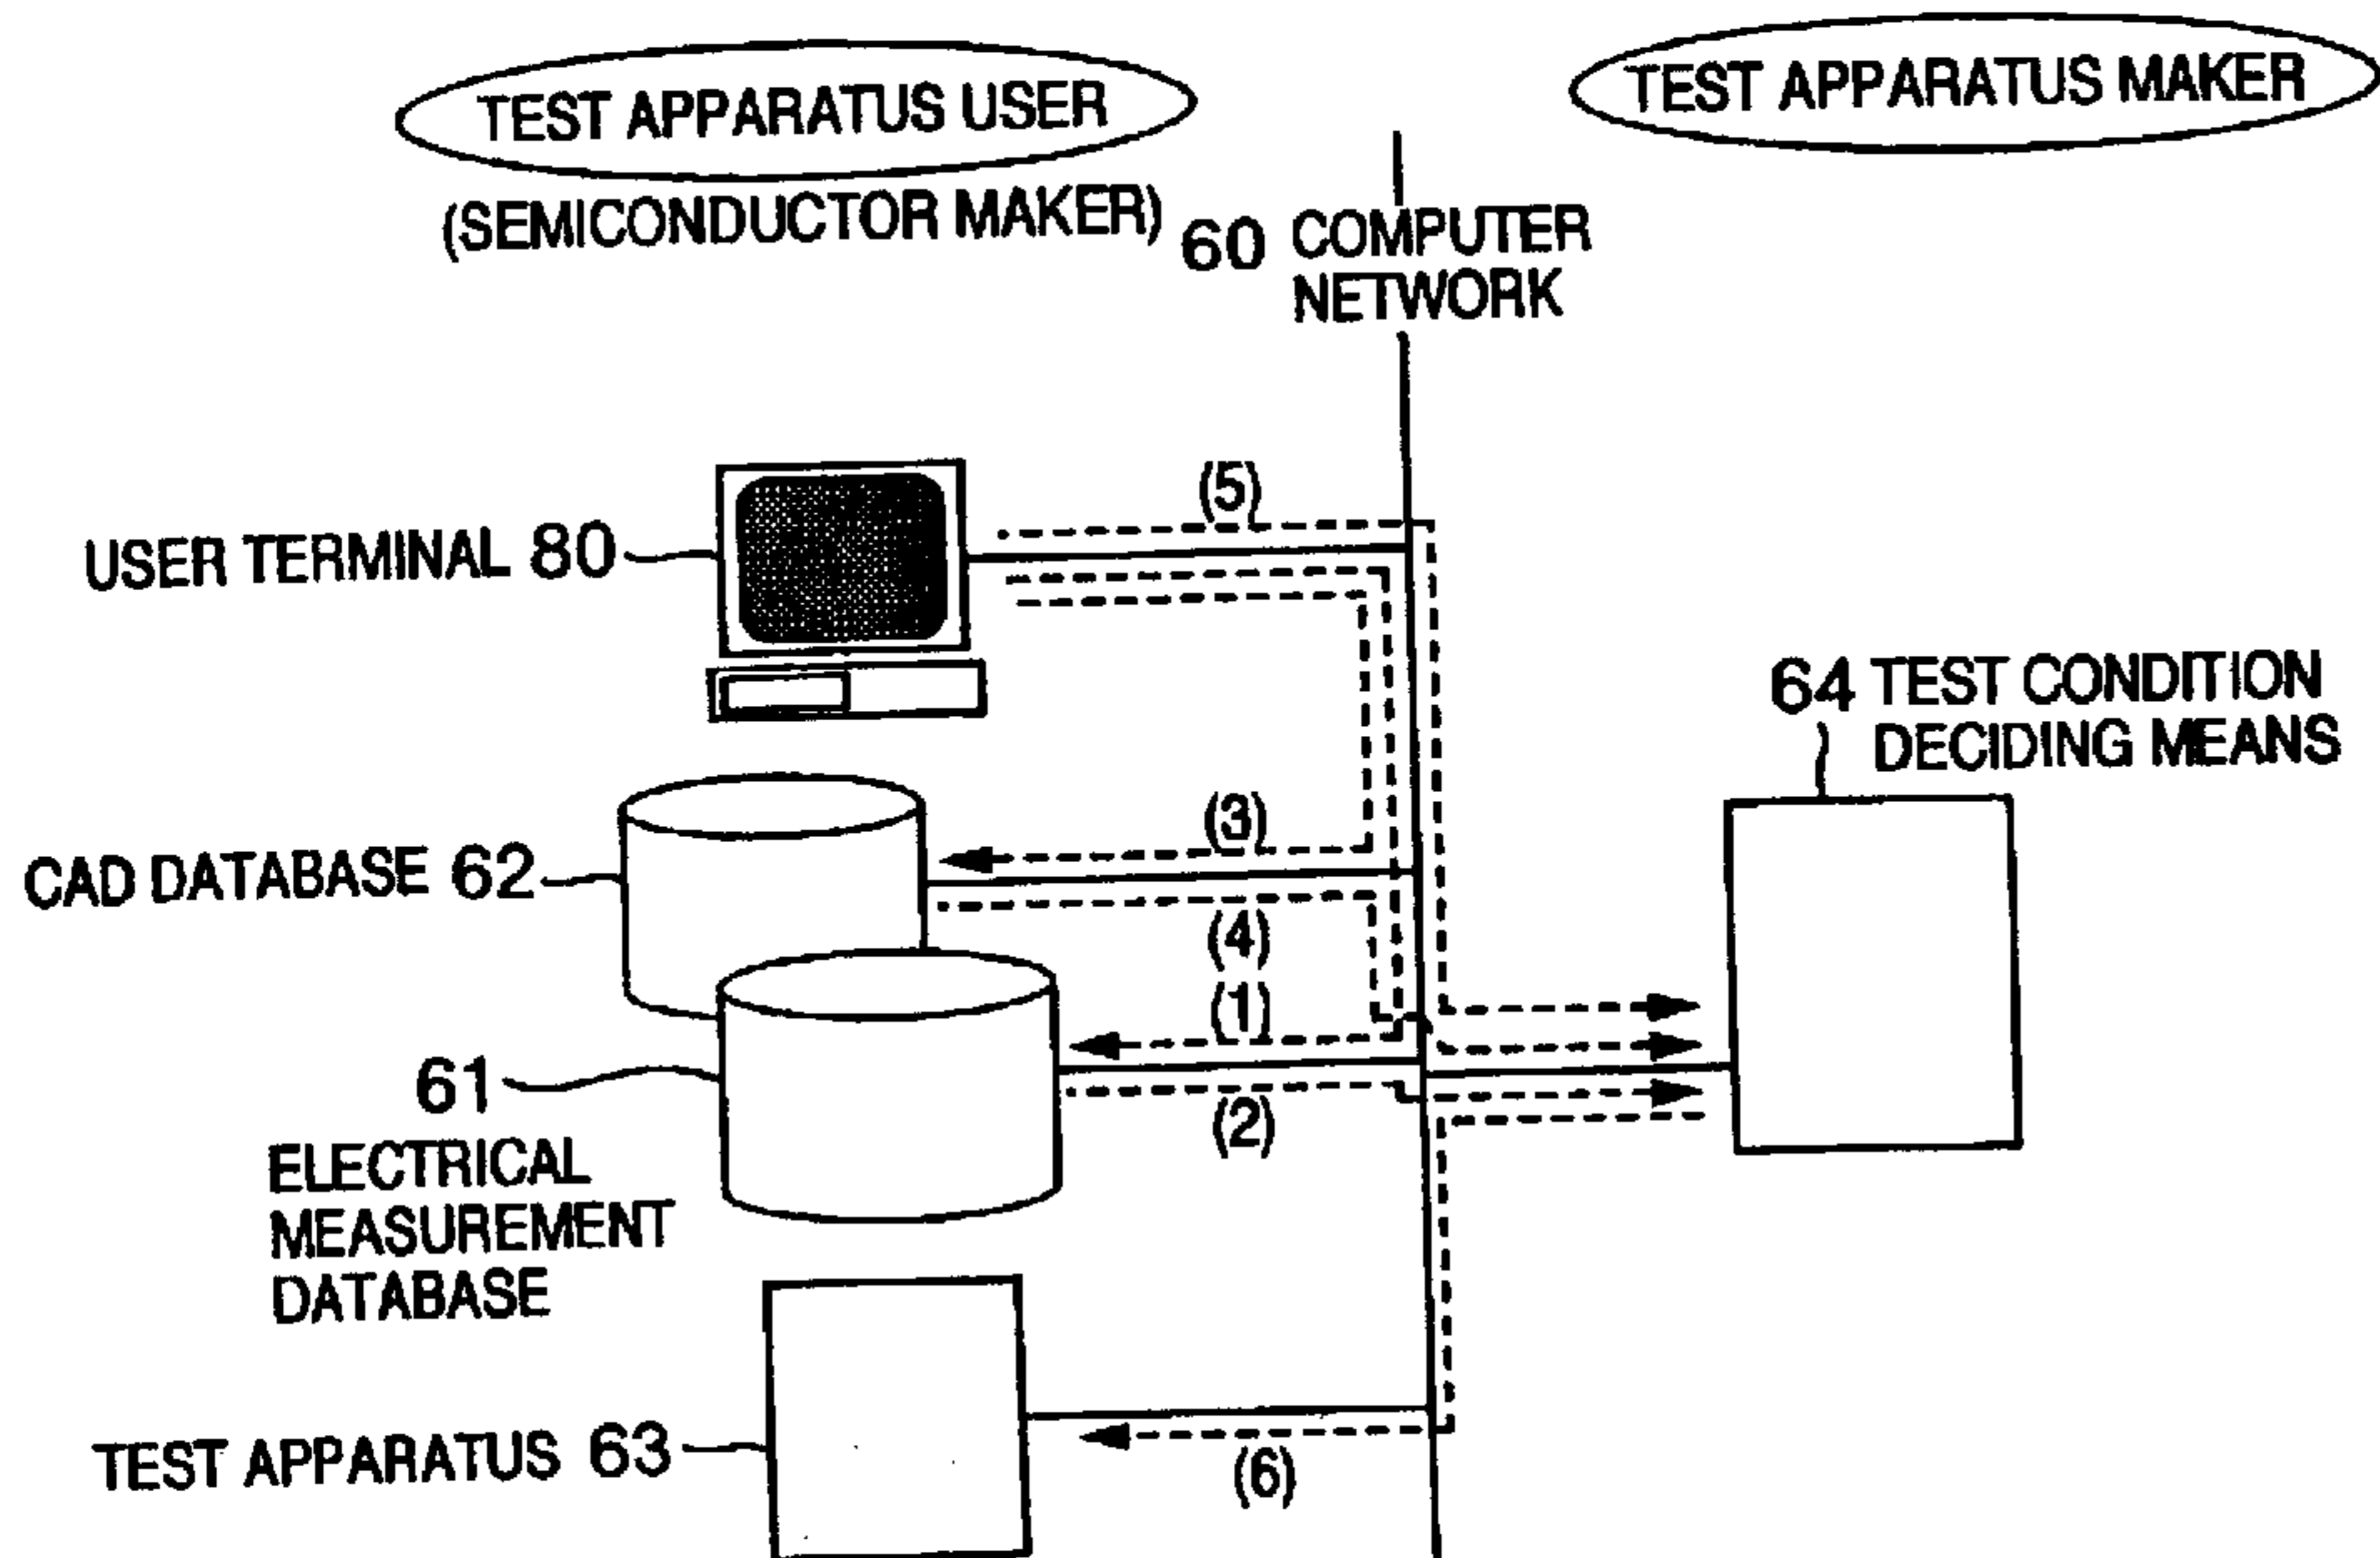 TEST APPARATUS USER
(SEMICONDUCTOR MAKER)
TEST APPARATUS MAKER
60 COMPUTER
NETWORK
USER TERMINAL 80
(5)
64 TEST CONDITION
DECIDING MEANS
(3)
CAD DATABASE 62
(4)
(1)
61
ELECTRICAL
MEASUREMENT
DATABASE
(2)
TEST APPARATUS 63
(6)